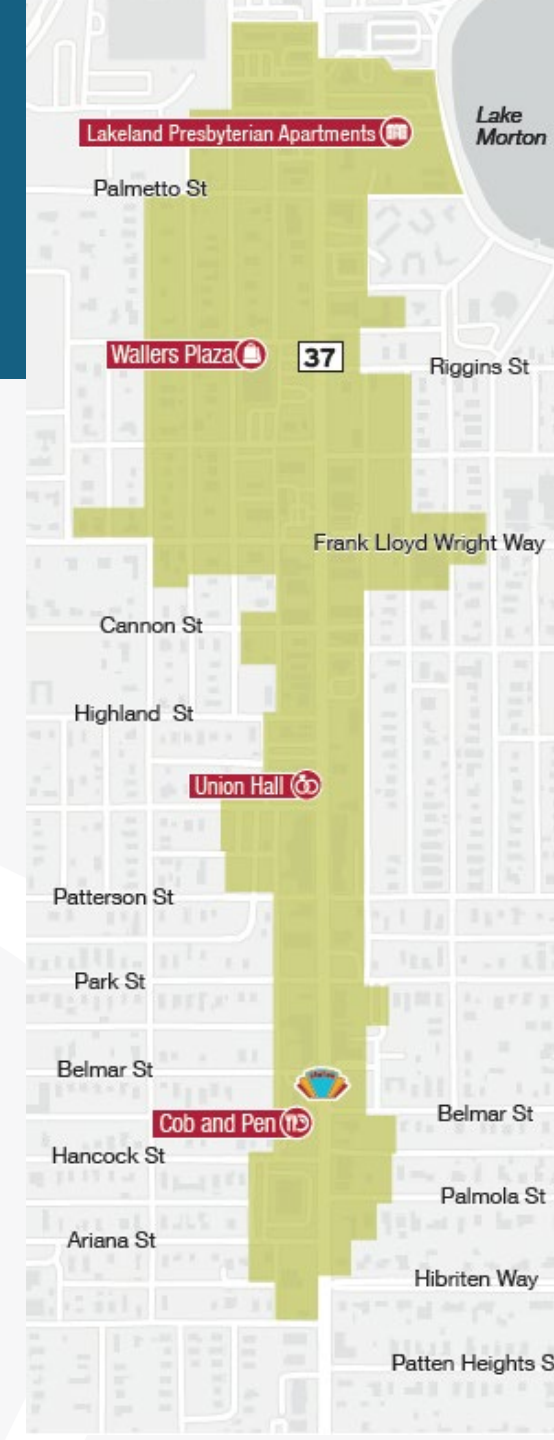 Lake
Morton
Lakeland Presbyterian Apartments
Palmetto St
Wallers Plaza
37
Riggins St
Frank Lloyd Wright Way
Cannon St
Highland St
Union Hall
Patterson St
Park St
Belmar St
Cob and Pen
Belmar St
Hancock St
Palmola St
Ariana St
Hibriten Way
Patten Heights S